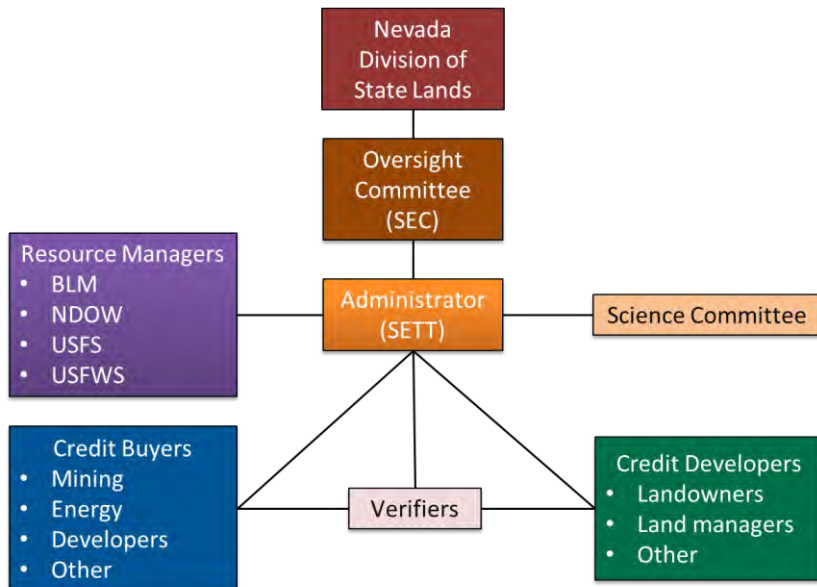 Nevada
Division of
State Lands
Oversight
Committee
(SEC)
Resource Managers
• BLM
• NDOW
• USFS
• USFWS
Administrator
(SETT)
Science Committee
Credit Buyers
• Mining
• Energy
• Developers
• Other
Verifiers
Credit Developers
• Landowners
• Land managers
• Other